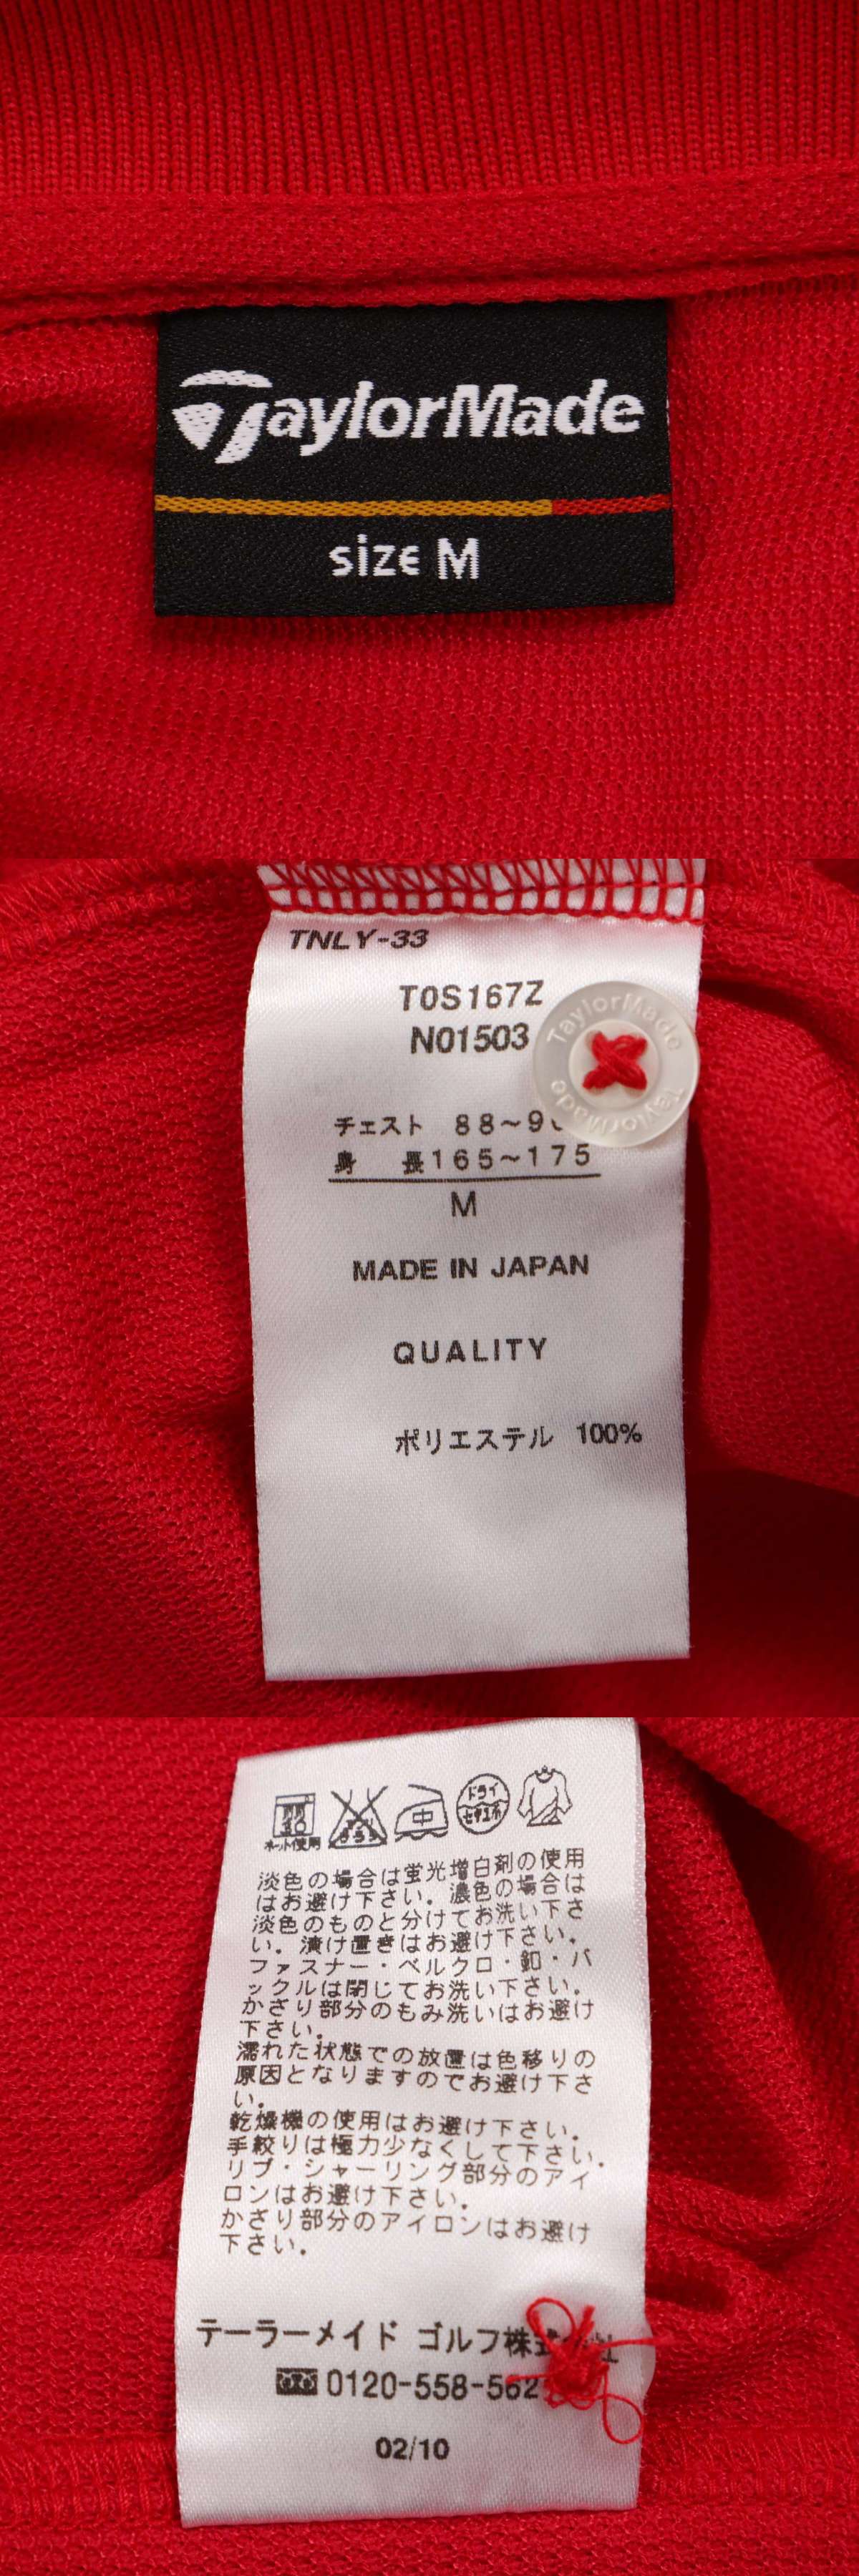 TaylorMade
size M
TNLY-33
T0S167Z
N01503
TaylorMade
TaylorMade
チェスト 88~9
身 長165~175
M
MADE IN JAPAN
QUALITY
ポリエステル 100%
30
ネット使用
中
ドライ
セキユ系
淡色の場合は蛍光増白剤の使用
はお避け下さい。濃色の場合は
淡色のものと分けてお洗い下さ
い。漬け置きはお避け下さい。
ファスナー・ベルクロ・釦・バ
ックルは閉じてお洗い下さい。
かざり部分のもみ洗いはお避け
下さい。
濡れた状態での放置は色移りの
原因となりますのでお避け下さ
い。
乾燥機の使用はお避け下さい。
手絞りは極力少なくして下さい。
リブ・シャーリング部分のアイ
ロンはお避け下さい。
かざり部分のアイロンはお避け
下さい。
テーラーメイド ゴルフ株式
0120-558-562
02/10